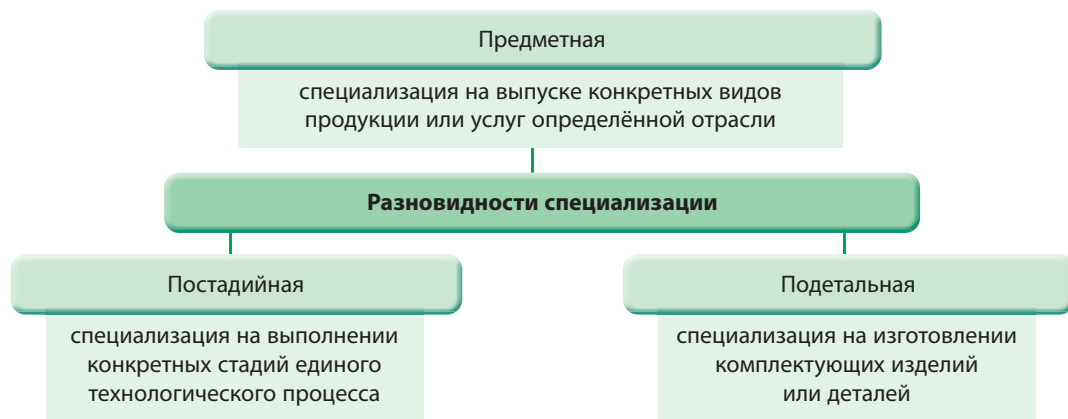 Предметная
специализация на выпуске конкретных видов
продукции или услуг определённой отрасли
Разновидности специализации
Постадийная
специализация на выполнении
конкретных стадий единого
технологического процесса
Подетальная
специализация на изготовлении
комплектующих изделий
или деталей